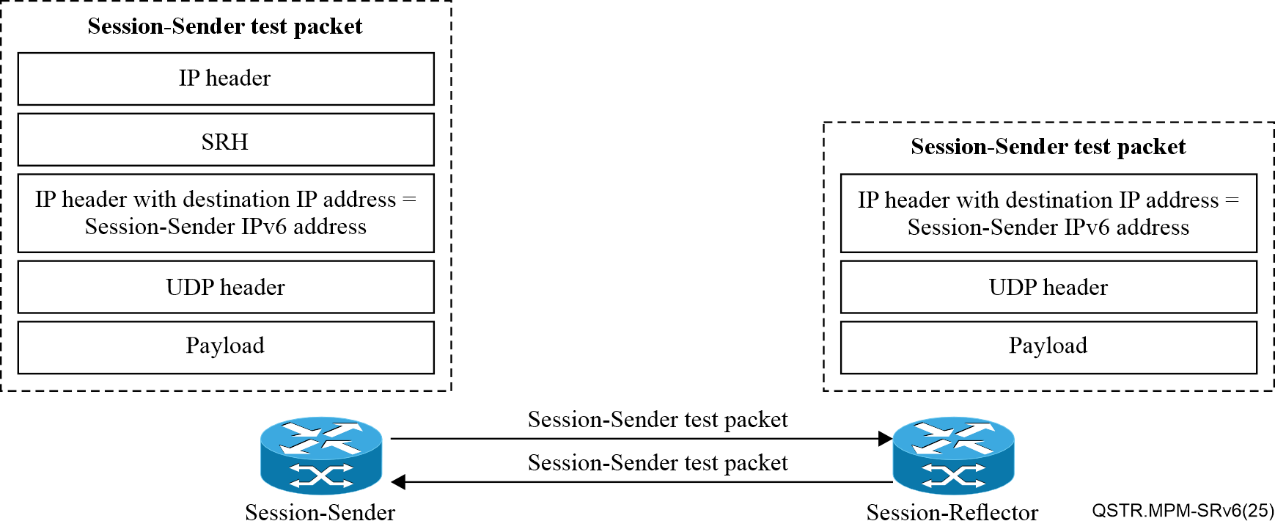 Session-Sender test packet
IP header
SRH
IP header with destination IP address =
Session-Sender IPv6 address
UDP header
Payload
Session-Sender test packet
IP header with destination IP address =
Session-Sender IPv6 address
UDP header
Payload
Session-Sender test packet
Session-Sender test packet
Session-Sender
Session-Reflector
QSTR.MPM-SRv6(25)